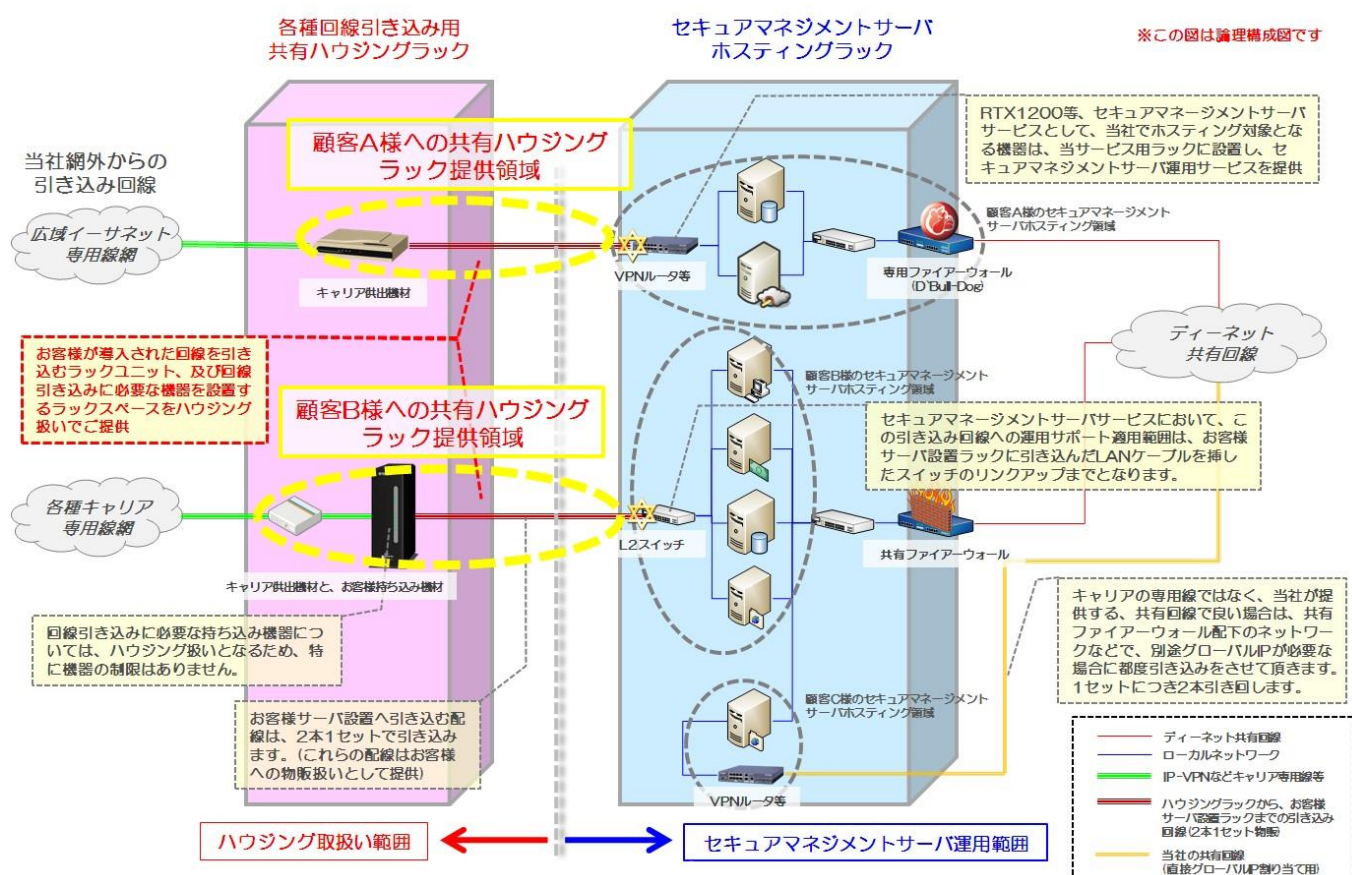 各種回線引き込み用
共有ハウジングラック
セキュアマネジメントサーバ
ホスティングラック
※この図は論理構成図です
当社網外からの
引き込み回線
顧客A様への共有ハウジング
ラック提供領域
RTX1200等、セキュアマネージメントサーバ
サービスとして、当社でホスティング対象とな
る機器は、当サービス用ラックに設置し、セ
キュアマネジメントサーバ運用サービスを提供
広域イーサネット
専用線網
キャリア供出機材
VPNルータ等
顧客A様のセキュアマネージメント
サーバホスティング領域
専用ファイアーウォール
(D'Bull-Dog)
ディーネット
共有回線
お客様が導入された回線を引き
込むラックユニット、及び回線
引き込みに必要な機器を設置す
るラックスペースをハウジング
扱いでご提供
顧客B様への共有ハウジング
ラック提供領域
顧客B様のセキュアマネージメント
サーバホスティング領域
セキュアマネージメントサーバサービスにおいて、こ
の引き込み回線への運用サポート適用範囲は、お客様
サーバ設置ラックに引き込んだLANケーブルを挿し
たスイッチのリンクアップまでとなります。
各種キャリア
専用線網
L2スイッチ
共有ファイアーウォール
キャリア供出機材と、お客様持ち込み機材
回線引き込みに必要な持ち込み機器につ
いては、ハウジング扱いとなるため、特
に機器の制限はありません。
キャリアの専用線ではなく、当社が提
供する、共有回線で良い場合は、共有
ファイアーウォール配下のネットワー
クなどで、別途グローバルIPが必要な
場合に都度引き込みをさせて頂きます。
1セットにつき2本引き回します。
お客様サーバ設置へ引き込む配
線は、2本1セットで引き込み
ます。(これらの配線はお客様
への物販扱いとして提供)
顧客C様のセキュアマネージメント
サーバホスティング領域
VPNルータ等
ディーネット共有回線
ローカルネットワーク
IP-VPNなどキャリア専用線等
ハウジングラックから、お客様
サーバ設置ラックまでの引き込み
回線(2本1セット物販)
当社の共有回線
(直接グローバルIP割り当て用)
ハウジング取扱い範囲
セキュアマネジメントサーバ運用範囲